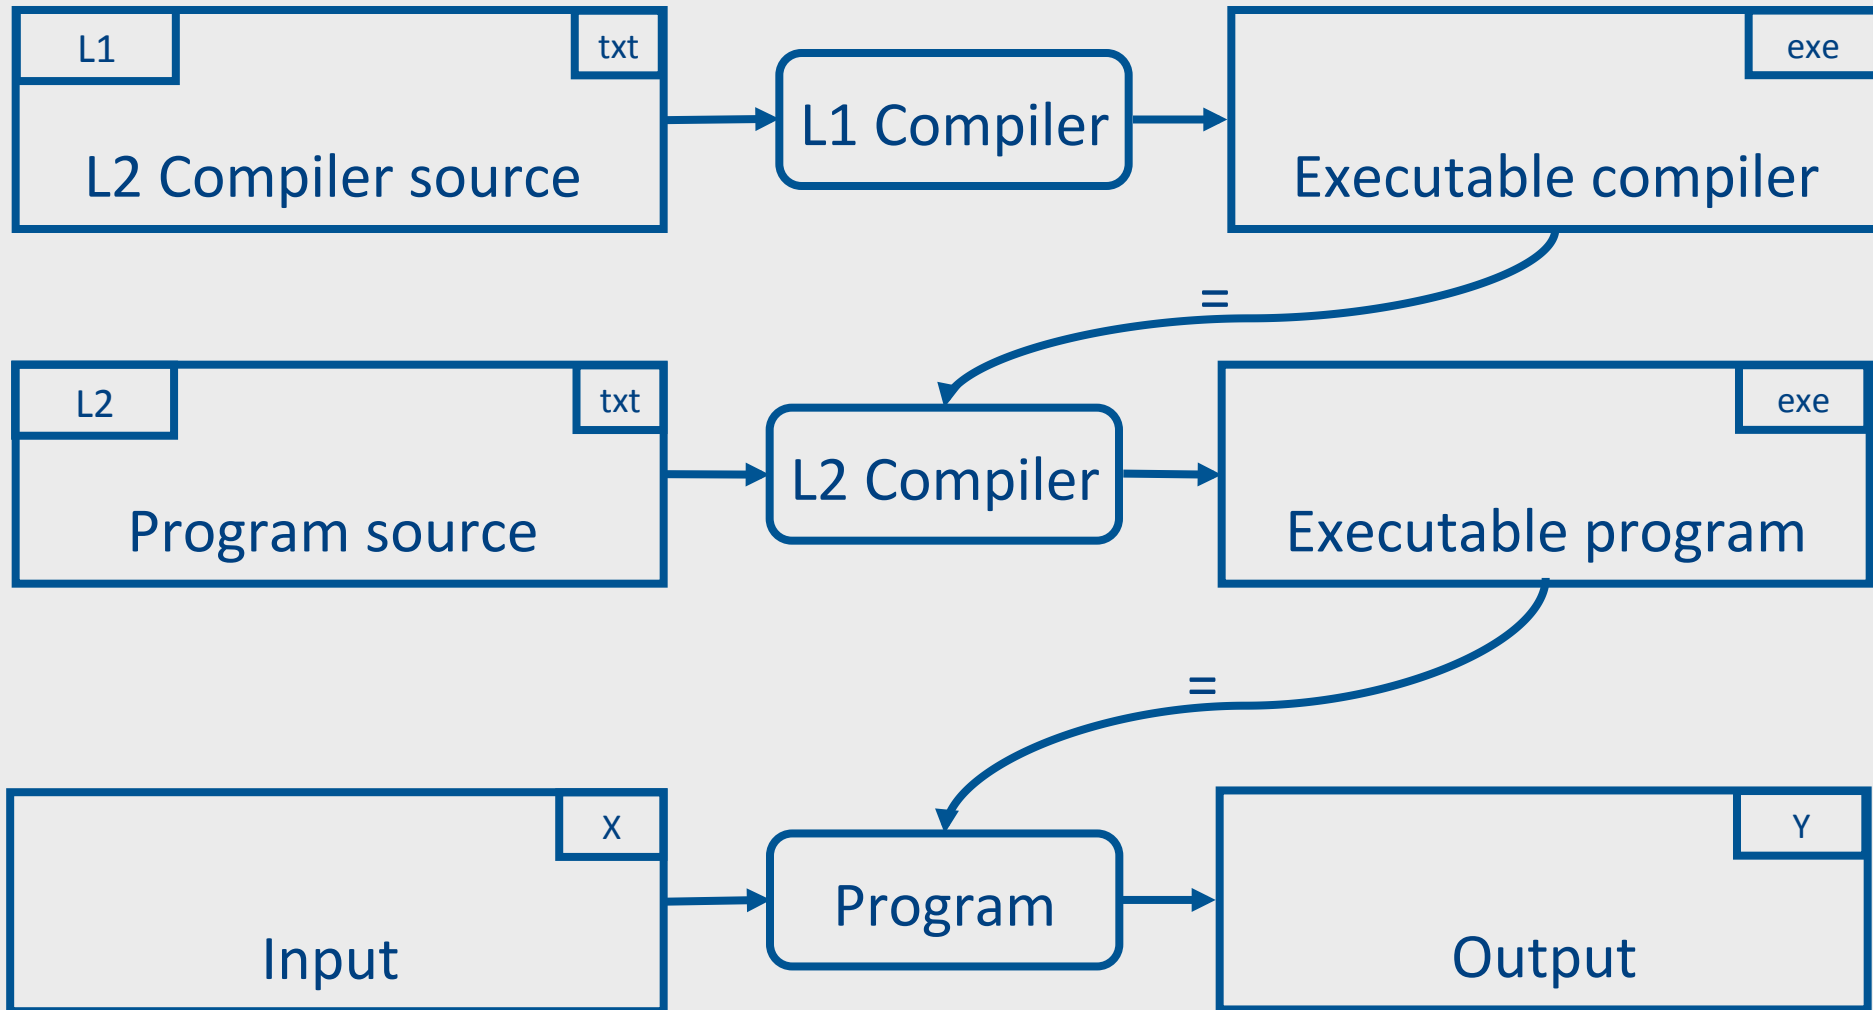 L1
txt
L2 Compiler source
L1 Compiler
exe
Executable compiler
=
L2
txt
Program source
L2 Compiler
exe
Executable program
=
X
Input
Program
Y
Output